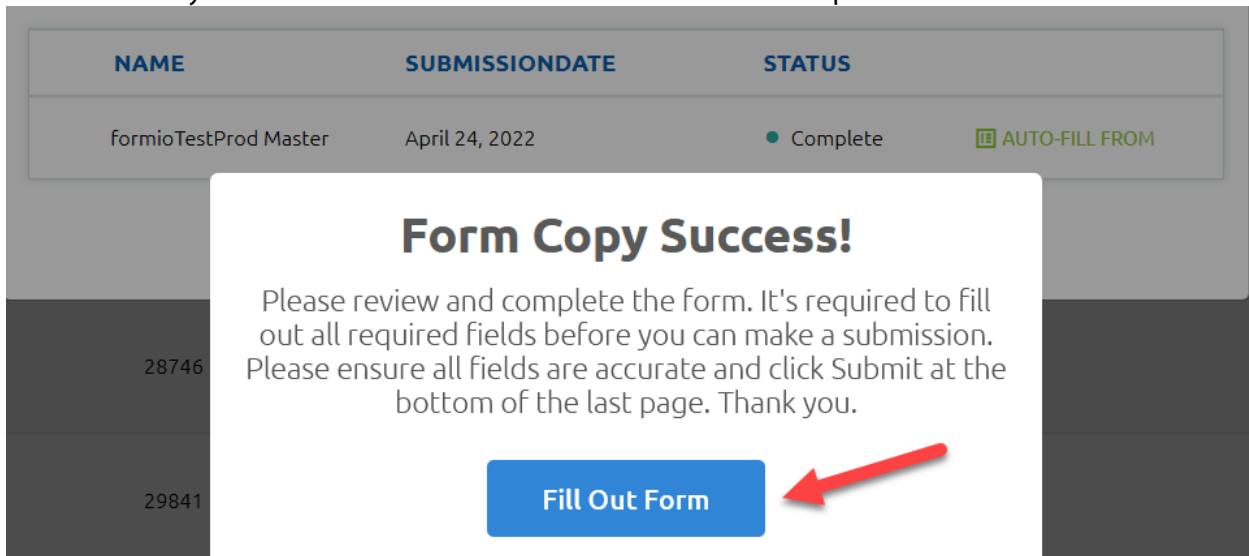 NAME SUBMISSIONDATE STATUS
formioTestProd Master April 24, 2022 Complete AUTO-FILL FROM
Form Copy Success!
Please review and complete the form. It's required to fill
out all required fields before you can make a submission.
Please ensure all fields are accurate and click Submit at the
bottom of the last page. Thank you.
28746
29841
Fill Out Form